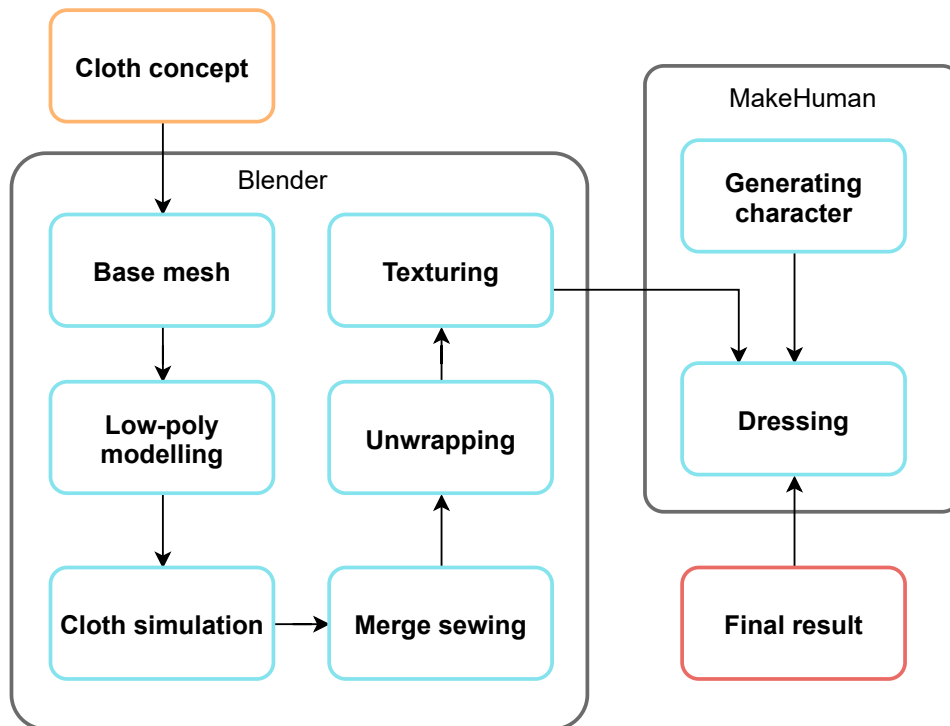 Cloth concept
Blender
Base mesh
Low-poly
modelling
Cloth simulation
Merge sewing
Unwrapping
Texturing
MakeHuman
Generating
character
Dressing
Final result